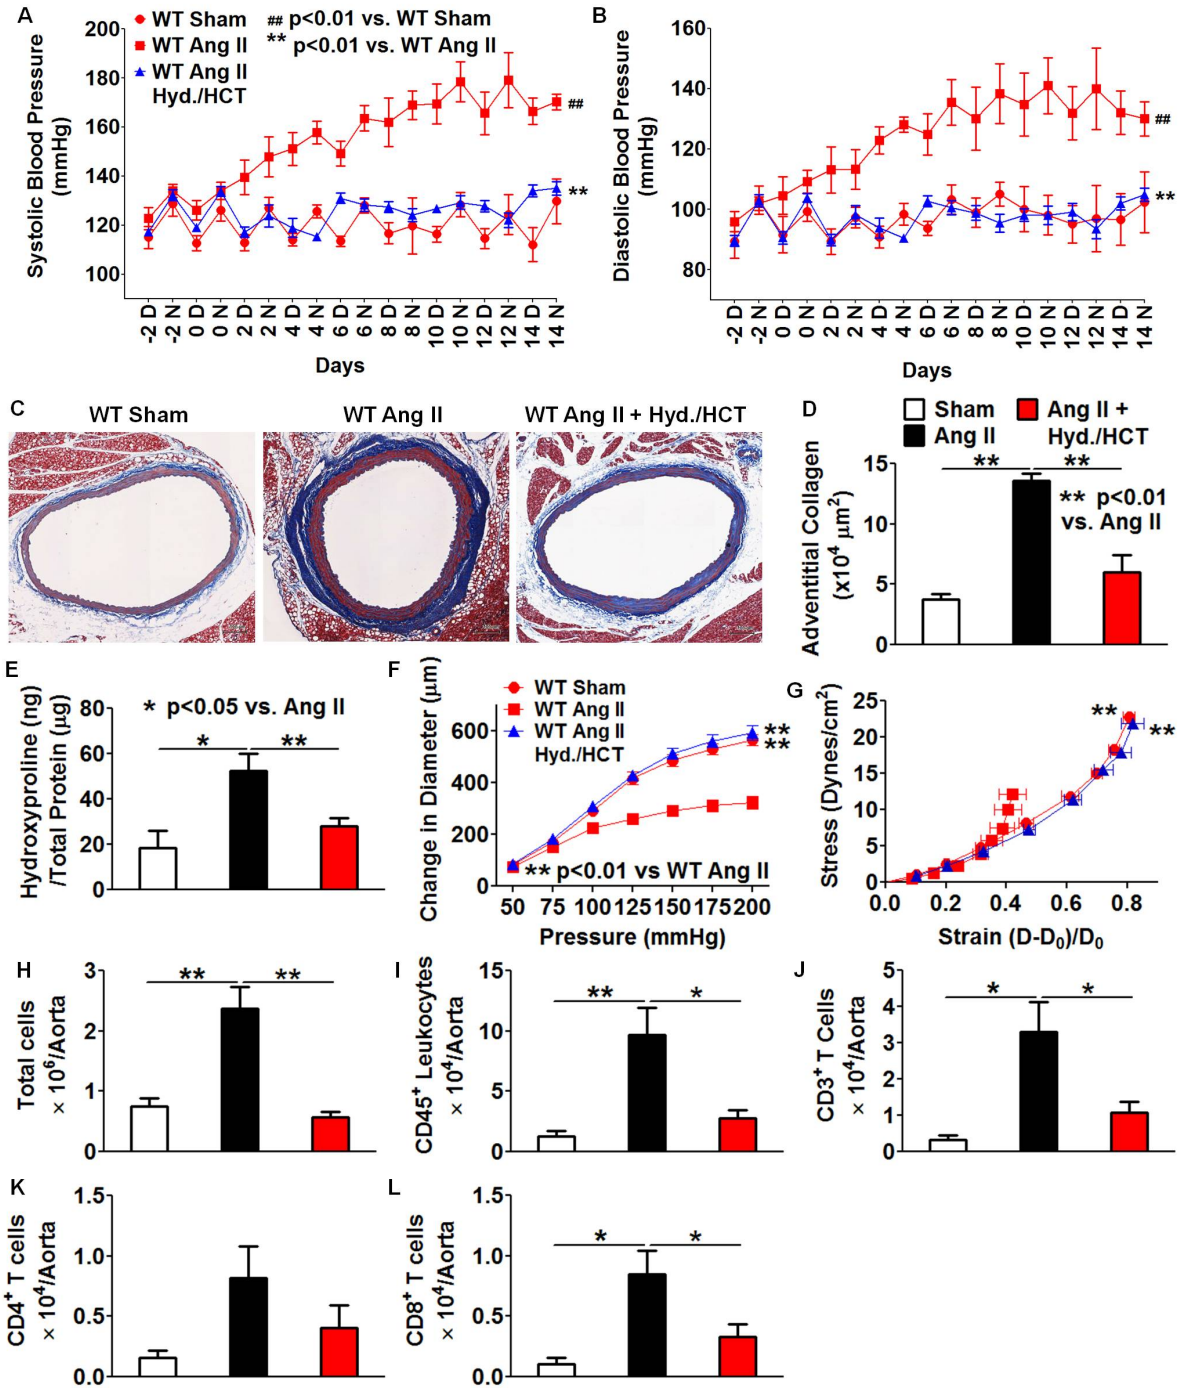 A
WT Sham
WT Ang II
WT Ang II
Hyd./HCT
## p<0.01 vs. WT Sham
** p<0.01 vs. WT Ang II
Systolic Blood Pressure
(mmHg)
200
180
160
140
120
100
##
**
-2 D
-2 N
0 D
0 N
2 D
2 N
4 D
4 N
6 D
6 N
8 D
8 N
10 D
10 N
12 D
12 N
14 D
14 N
Days
B
Diastolic Blood Pressure
(mmHg)
160
140
120
100
80
##
**
-2 D
-2 N
0 D
0 N
2 D
2 N
4 D
4 N
6 D
6 N
8 D
8 N
10 D
10 N
12 D
12 N
14 D
14 N
Days
C
WT Sham
WT Ang II
WT Ang II + Hyd./HCT
D
Sham
Ang II
Ang II +
Hyd./HCT
Adventitial Collagen
(x10⁴ μm²)
15
10
5
0
** **
** p<0.01
vs. Ang II
E
Hydroxyproline (ng)
/Total Protein (μg)
80
60
40
20
0
* p<0.05 vs. Ang II
* **
F
WT Sham
WT Ang II
WT Ang II
Hyd./HCT
Change in Diameter (μm)
600
400
200
0
**
**
** p<0.01 vs WT Ang II
50 75 100 125 150 175 200
Pressure (mmHg)
G
Stress (Dynes/cm²)
25
20
15
10
5
0
**
**
0.0 0.2 0.4 0.6 0.8
Strain (D-D₀)/D₀
H
Total cells
× 10⁶/Aorta
3
2
1
0
** **
I
CD45⁺ Leukocytes
× 10⁴/Aorta
15
10
5
0
** *
J
CD3⁺ T Cells
× 10⁴/Aorta
5
4
3
2
1
0
* *
K
CD4⁺ T cells
× 10⁴/Aorta
1.5
1.0
0.5
0.0
L
CD8⁺ T cells
× 10⁴/Aorta
1.5
1.0
0.5
0.0
* *